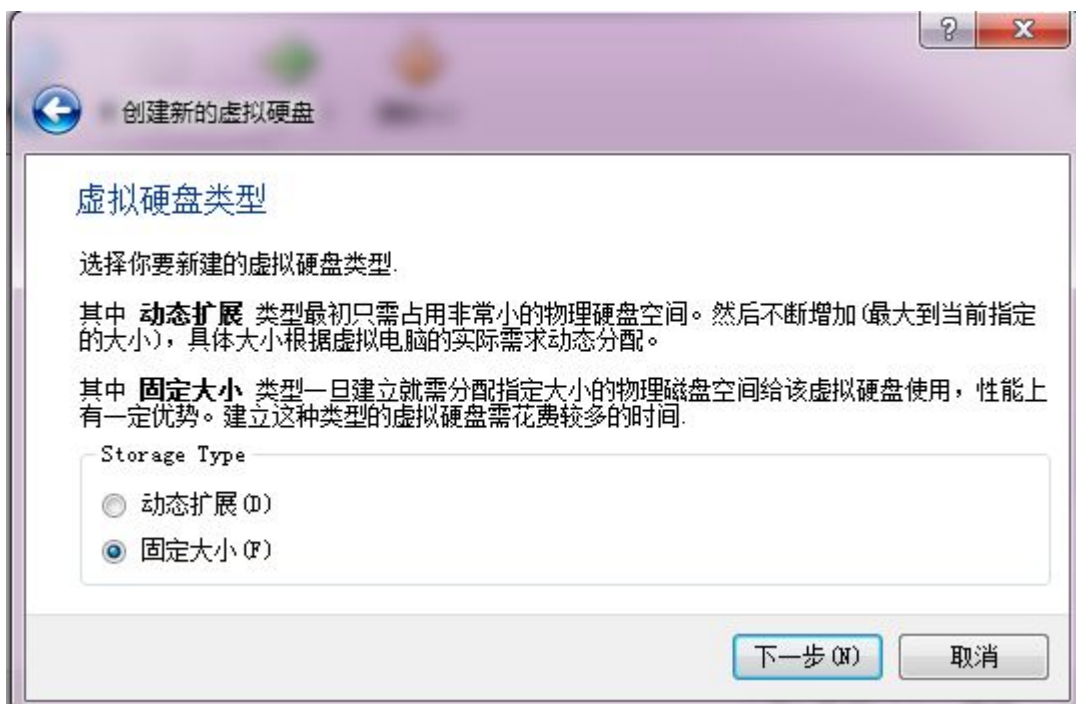 创建新的虚拟硬盘
虚拟硬盘类型
选择你要新建的虚拟硬盘类型.
其中 动态扩展 类型最初只需占用非常小的物理硬盘空间。然后不断增加(最大到当前指定
的大小)，具体大小根据虚拟电脑的实际需求动态分配。
其中 固定大小 类型一旦建立就需分配指定大小的物理磁盘空间给该虚拟硬盘使用，性能上
有一定优势。建立这种类型的虚拟硬盘需花费较多的时间.
Storage Type
动态扩展(D)
固定大小(F)
下一步(N)
取消